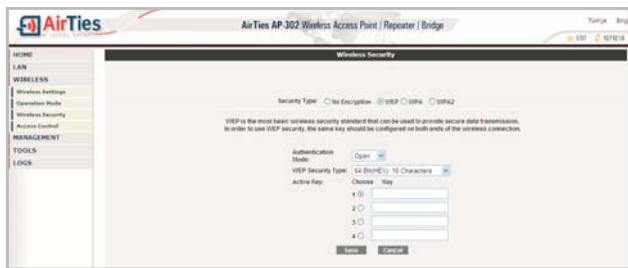 AirTies
AirTies AP-302 Wireless Access Point / Repeater / Bridge
Türkçe
EXIT REFRESH
HOME
LAN
WIRELESS
Wireless Settings
Operation Mode
Wireless Security
Access Control
MANAGEMENT
TOOLS
LOGS
Wireless Security
Security Type: No Encryption WEP WPA WPA2
WEP is the most basic wireless security standard that can be used to provide secure data transmission.
In order to use WEP security, the same key should be configured on both ends of the wireless connection.
Authentication Mode: Open
WEP Security Type: 64 Bit(HEX): 10 Characters
Active Key: Choose Key
1
2
3
4
Save Cancel